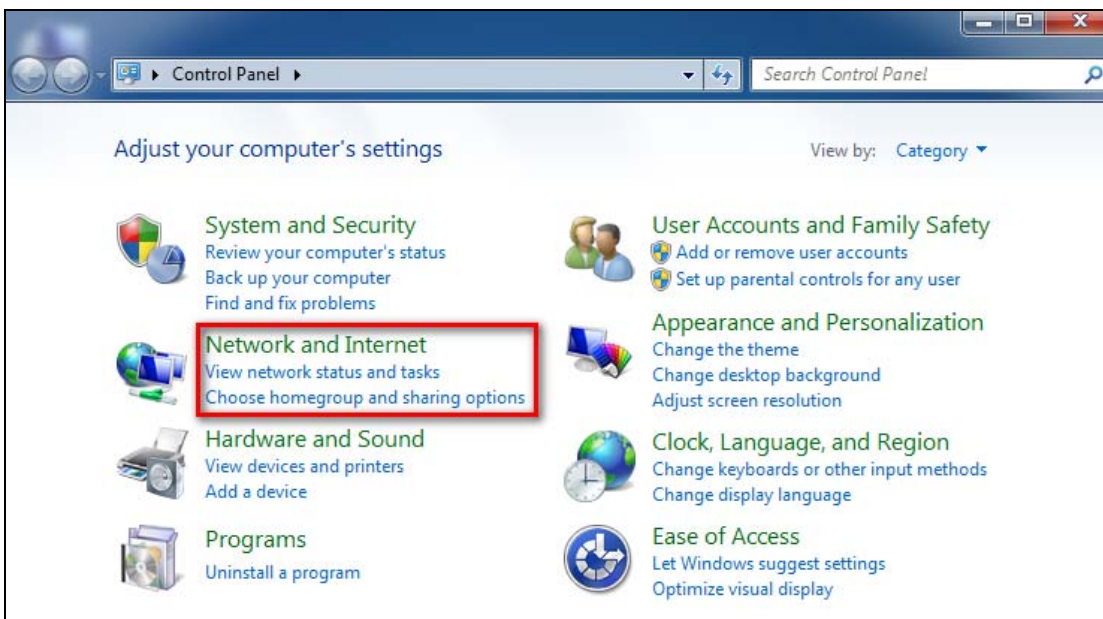 Control Panel
Search Control Panel
Adjust your computer's settings
View by: Category
System and Security
Review your computer's status
Back up your computer
Find and fix problems
Network and Internet
View network status and tasks
Choose homegroup and sharing options
Hardware and Sound
View devices and printers
Add a device
Programs
Uninstall a program
User Accounts and Family Safety
Add or remove user accounts
Set up parental controls for any user
Appearance and Personalization
Change the theme
Change desktop background
Adjust screen resolution
Clock, Language, and Region
Change keyboards or other input methods
Change display language
Ease of Access
Let Windows suggest settings
Optimize visual display